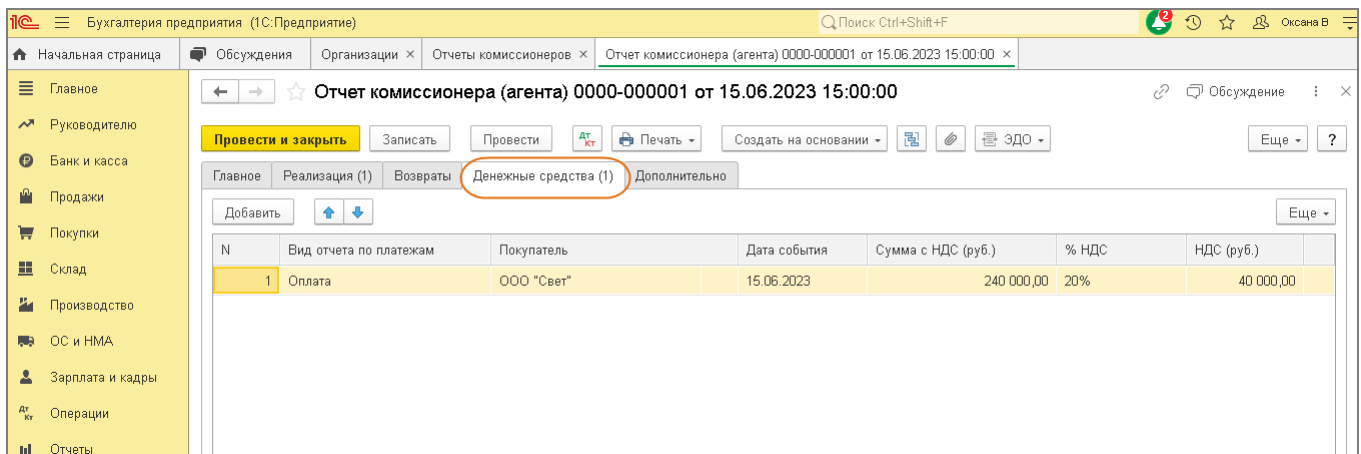 1С Бухгалтерия предприятия (1С:Предприятие) Поиск Ctrl+Shift+F 2 Оксана В
Начальная страница Обсуждения Организации × Отчеты комиссионеров × Отчет комиссионера (агента) 0000-000001 от 15.06.2023 15:00:00 ×
Главное
Руководителю
Банк и касса
Продажи
Покупки
Склад
Производство
ОС и НМА
Зарплата и кадры
Операции
Отчеты
Отчет комиссионера (агента) 0000-000001 от 15.06.2023 15:00:00 Обсуждение
Провести и закрыть Записать Провести Дт Кт Печать Создать на основании ЭДО Еще ?
Главное Реализация (1) Возвраты Денежные средства (1) Дополнительно
Добавить Еще
N Вид отчета по платежам Покупатель Дата события Сумма с НДС (руб.) % НДС НДС (руб.)
1 Оплата ООО "Свет" 15.06.2023 240 000,00 20% 40 000,00